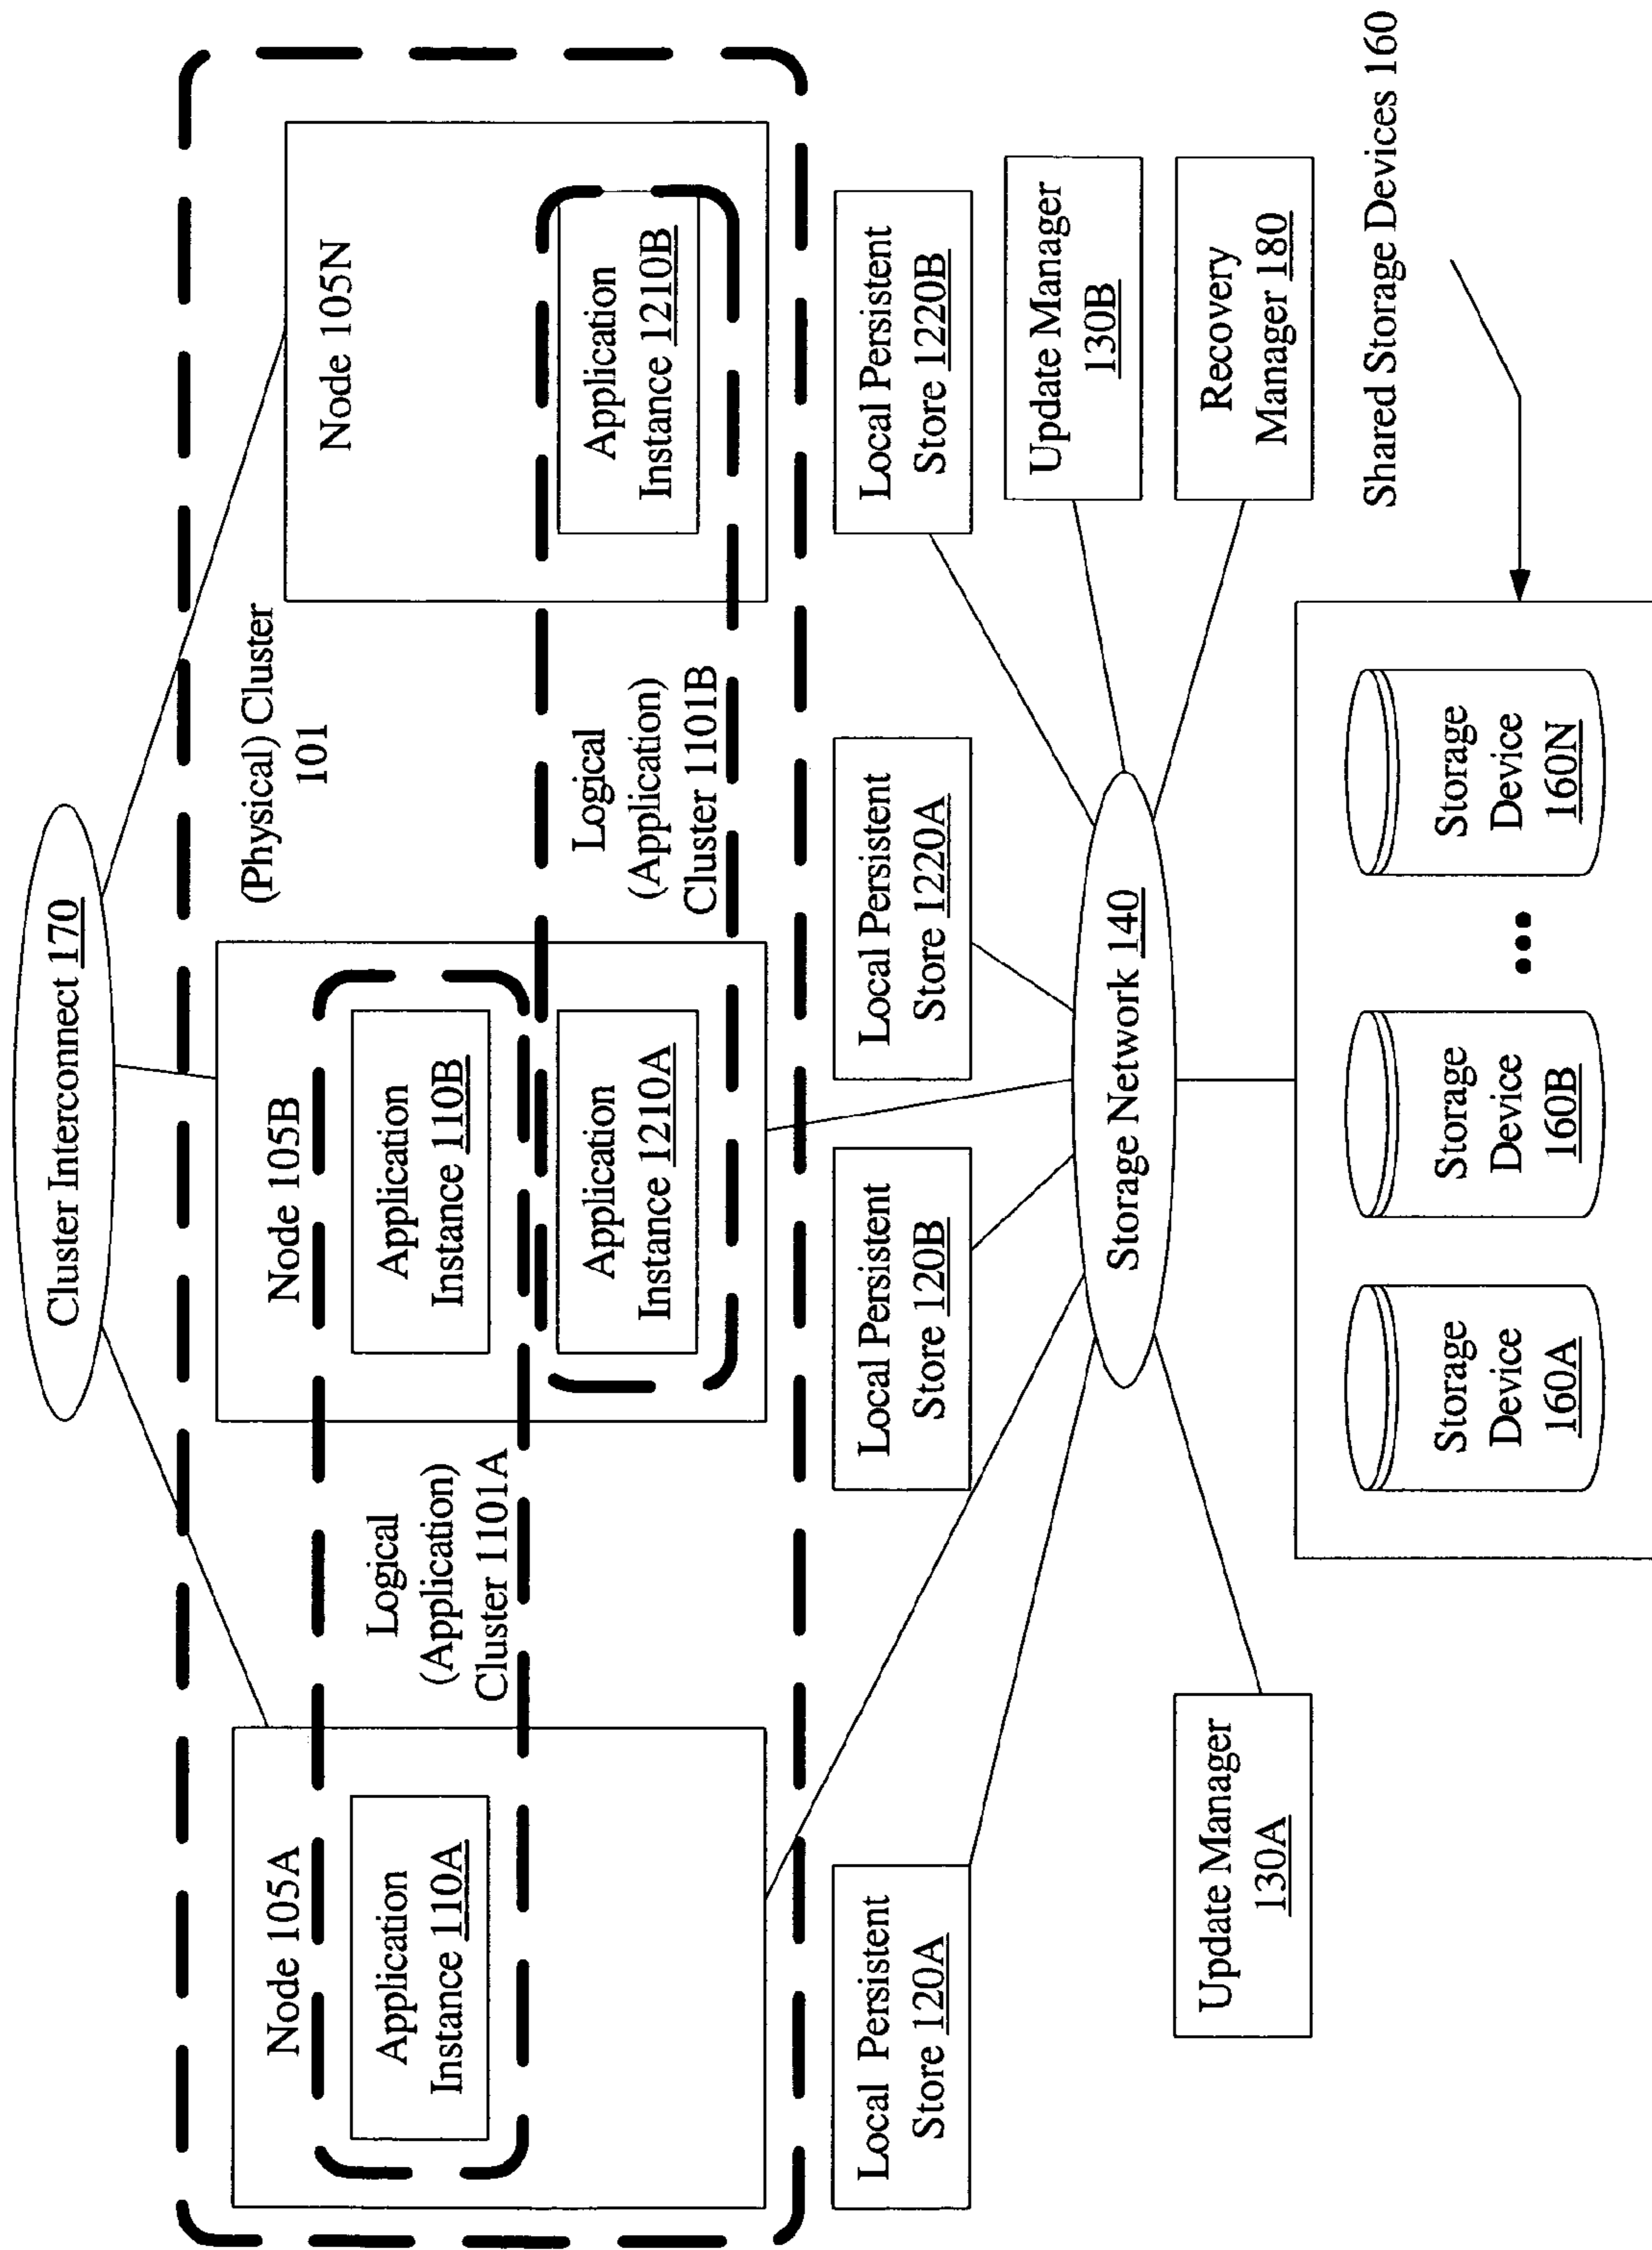 Cluster Interconnect 170
(Physical) Cluster
101
Node 105A
Node 105B
Node 105N
Application
Instance 110A
Logical
(Application)
Cluster 1101A
Application
Instance 110B
Application
Instance 1210A
Logical
(Application)
Cluster 1101B
Application
Instance 1210B
Local Persistent
Store 120A
Local Persistent
Store 120B
Local Persistent
Store 1220A
Local Persistent
Store 1220B
Update Manager
130A
Storage Network 140
Update Manager
130B
Recovery
Manager 180
Shared Storage Devices 160
Storage
Device
160A
Storage
Device
160B
•••
Storage
Device
160N